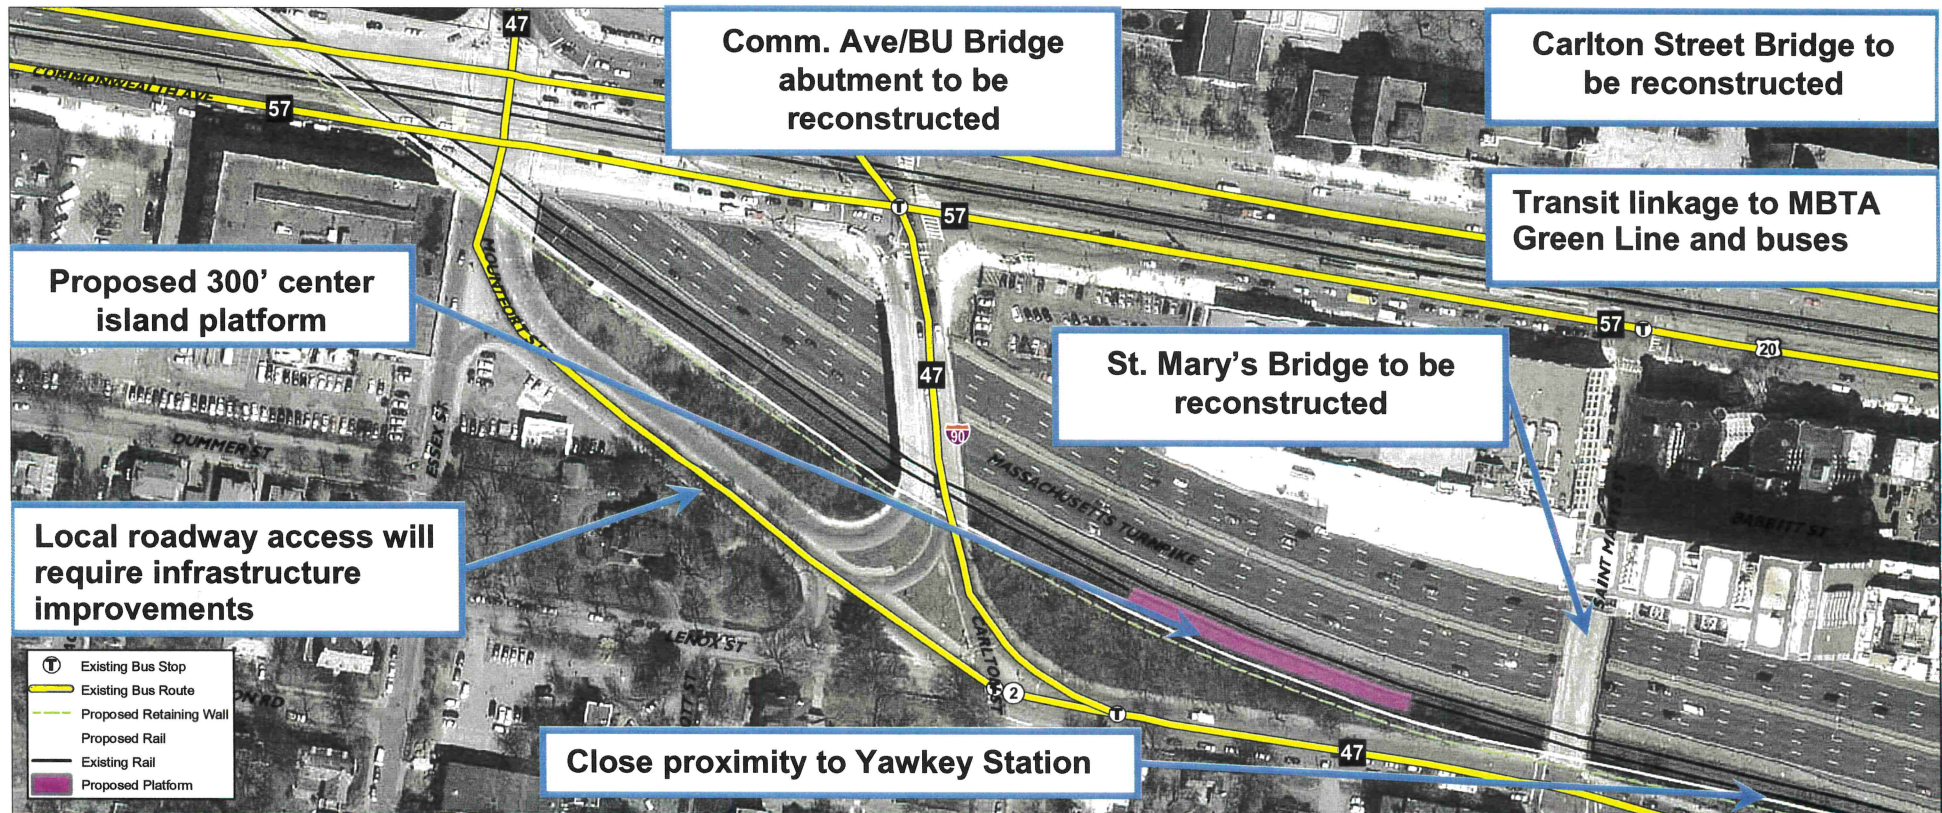 47
Comm. Ave/BU Bridge
abutment to be
reconstructed
Carlton Street Bridge to
be reconstructed
COMMONWEALTH AVE
57
Transit linkage to MBTA
Green Line and buses
57
Proposed 300' center
island platform
MOUNTFORT ST
57
20
St. Mary's Bridge to be
reconstructed
47
90
DUMMER ST
ESSEX ST
MASSACHUSETTS TURNPIKE
BABBITT ST
Local roadway access will
require infrastructure
improvements
LENOX ST
CARLTON ST
2
Existing Bus Stop
Existing Bus Route
Proposed Retaining Wall
Proposed Rail
Existing Rail
Proposed Platform
ON RD
Close proximity to Yawkey Station
47